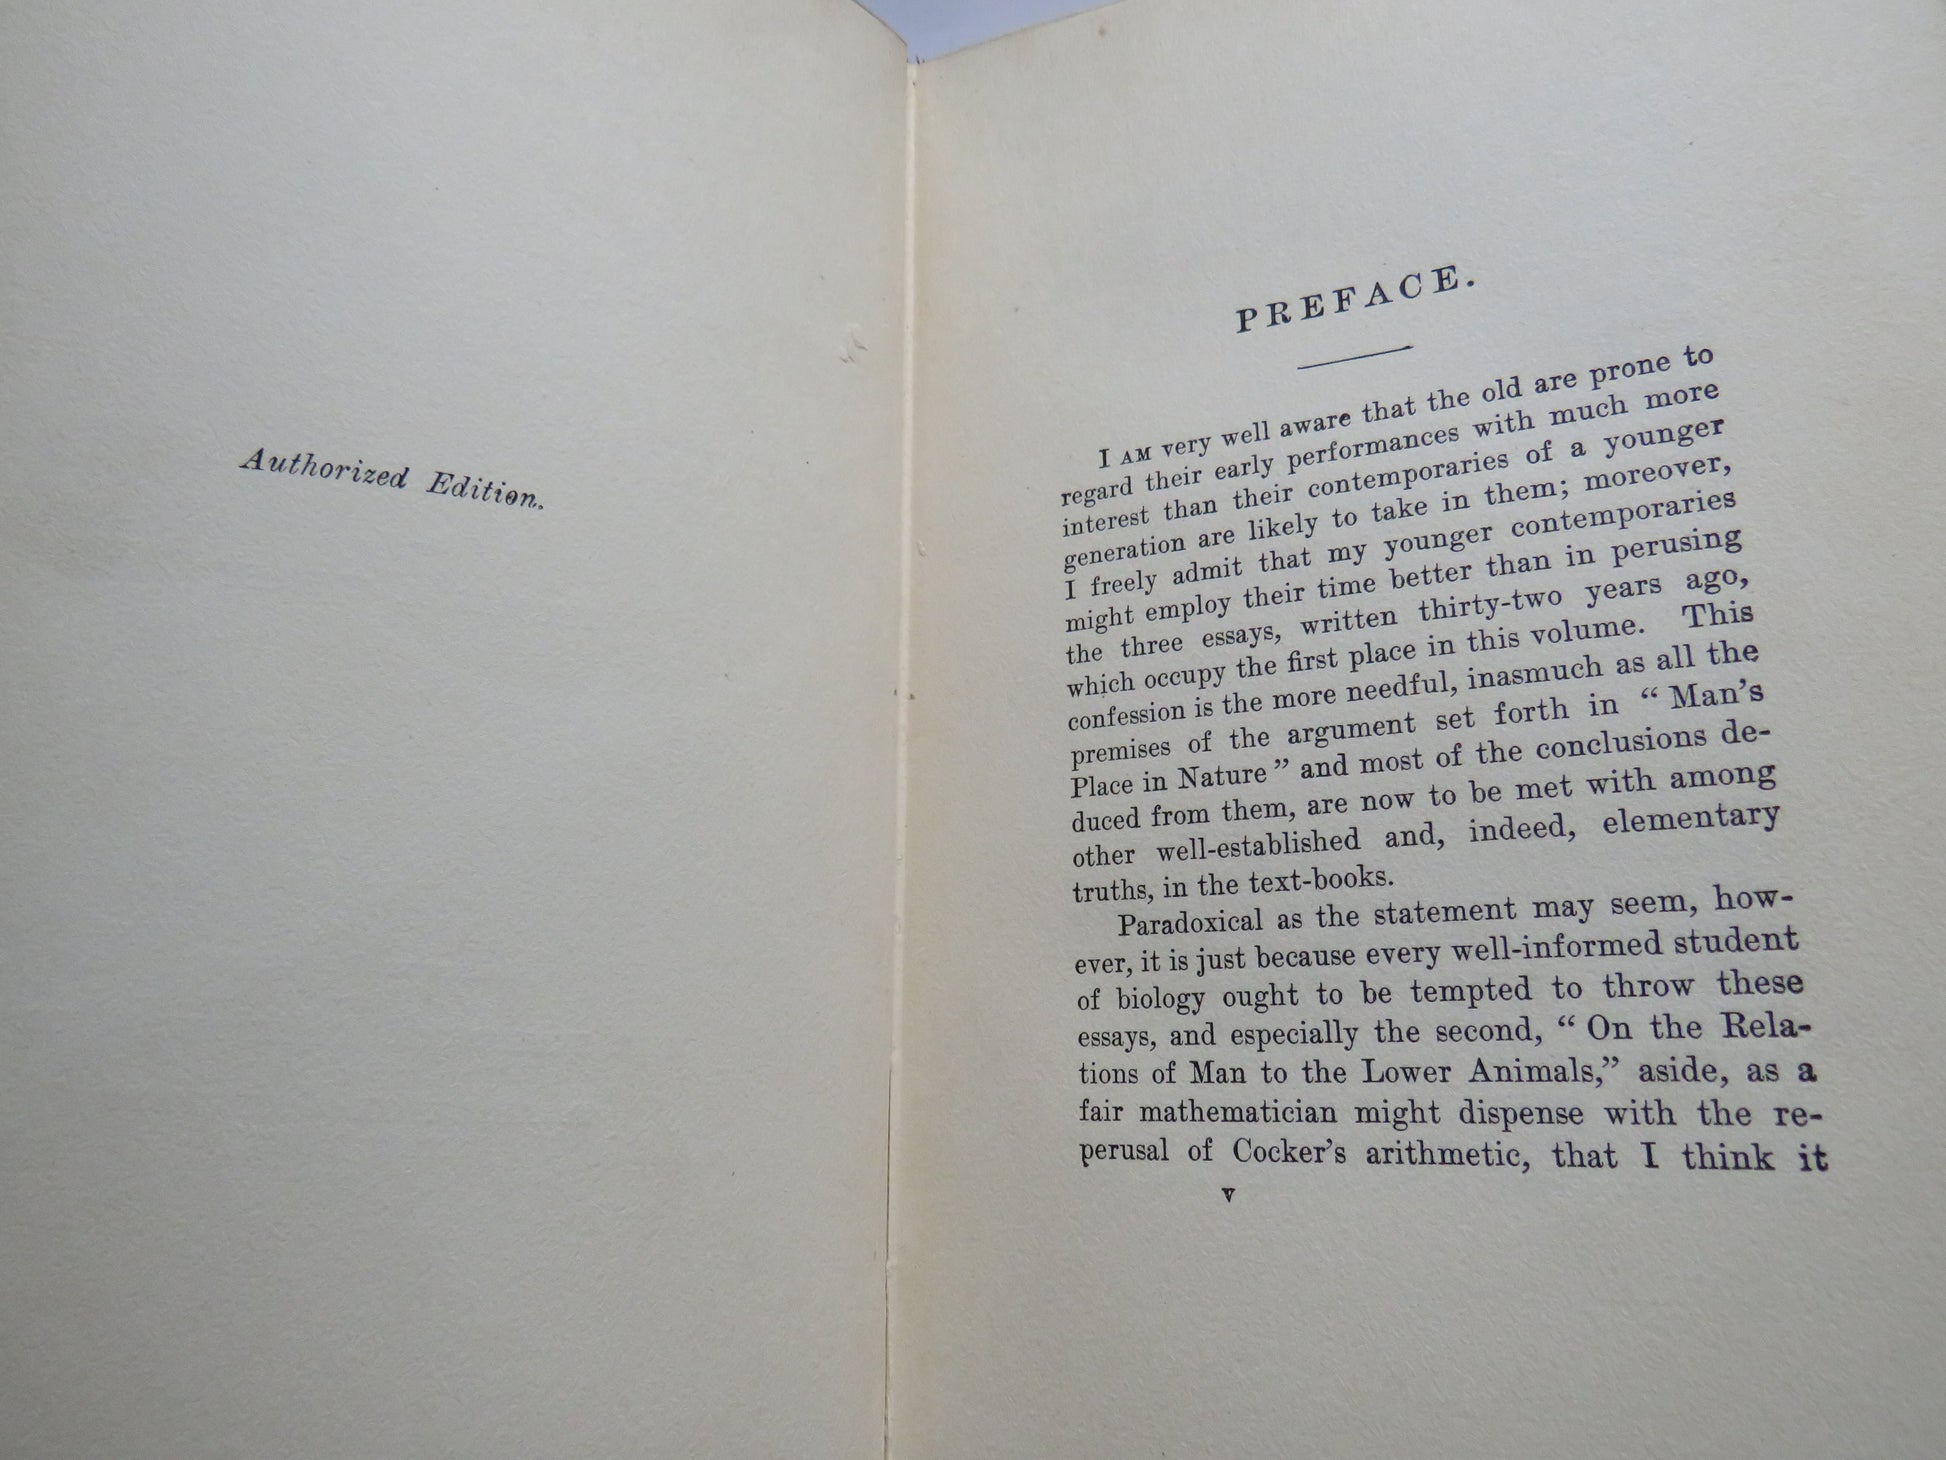 Authorized Edition.
PREFACE.
I AM very well aware that the old are prone to
regard their early performances with much more
interest than their contemporaries of a younger
generation are likely to take in them; moreover,
I freely admit that my younger contemporaries
might employ their time better than in perusing
the three essays, written thirty-two years ago,
which occupy the first place in this volume. This
confession is the more needful, inasmuch as all the
premises of the argument set forth in “ Man’s
Place in Nature ” and most of the conclusions de-
duced from them, are now to be met with among
other well-established and, indeed, elementary
truths, in the text-books.
Paradoxical as the statement may seem, how-
ever, it is just because every well-informed student
of biology ought to be tempted to throw these
essays, and especially the second, “ On the Rela-
tions of Man to the Lower Animals,” aside, as a
fair mathematician might dispense with the re-
perusal of Cocker’s arithmetic, that I think it
v